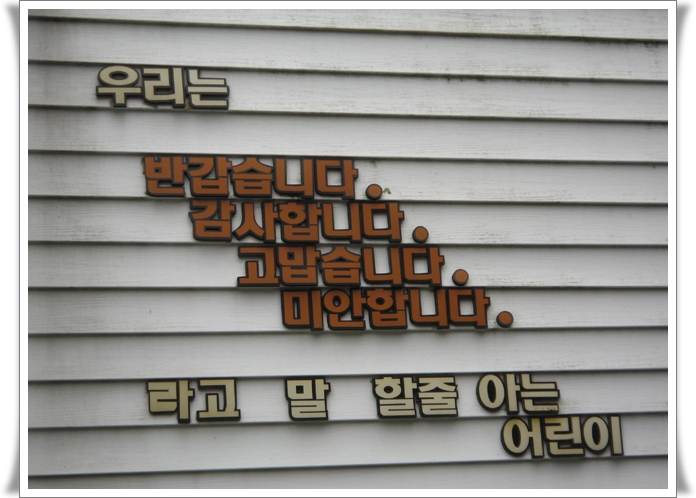 우리는
반갑습니다.
감사합니다.
고맙습니다.
미안합니다.
라고 말 할줄 아는
어린이